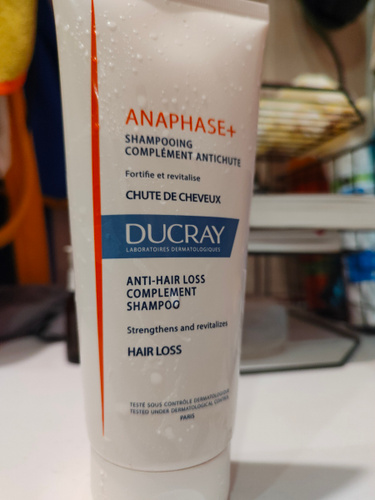 ANAPHASE+
SHAMPOOING
COMPLÉMENT ANTICHUTE
Fortifie et revitalise
CHUTE DE CHEVEUX
DUCRAY
LABORATOIRES DERMATOLOGIQUES
ANTI-HAIR LOSS
COMPLEMENT
SHAMPOO
Strengthens and revitalizes
HAIR LOSS
TESTÉ SOUS CONTRÔLE DERMATOLOGIQUE
TESTED UNDER DERMATOLOGICAL CONTROL
PARIS